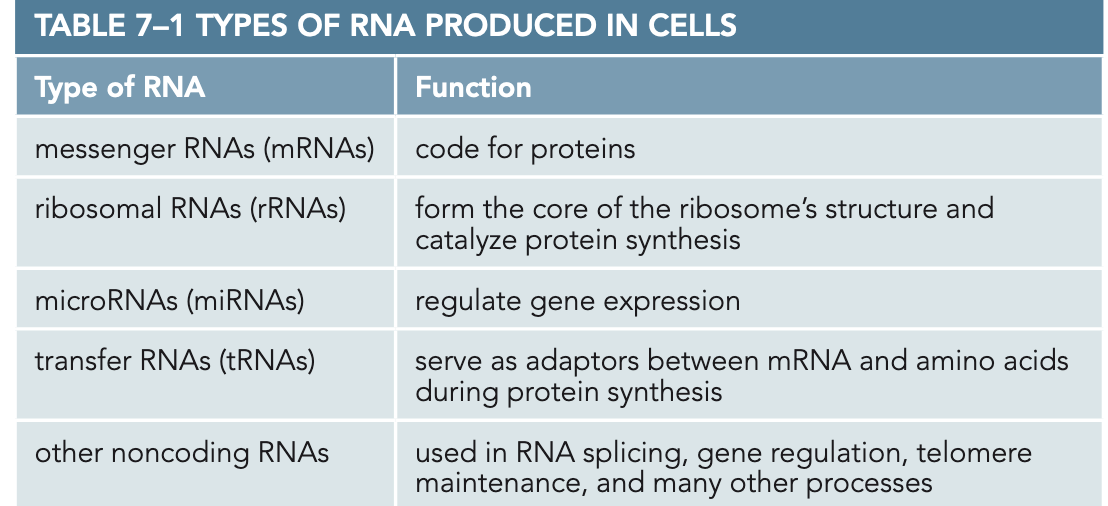 TABLE 7–1 TYPES OF RNA PRODUCED IN CELLS
Type of RNA
Function
messenger RNAs (mRNAs)
code for proteins
ribosomal RNAs (rRNAs)
form the core of the ribosome’s structure and
catalyze protein synthesis
microRNAs (miRNAs)
regulate gene expression
transfer RNAs (tRNAs)
serve as adaptors between mRNA and amino acids
during protein synthesis
other noncoding RNAs
used in RNA splicing, gene regulation, telomere
maintenance, and many other processes